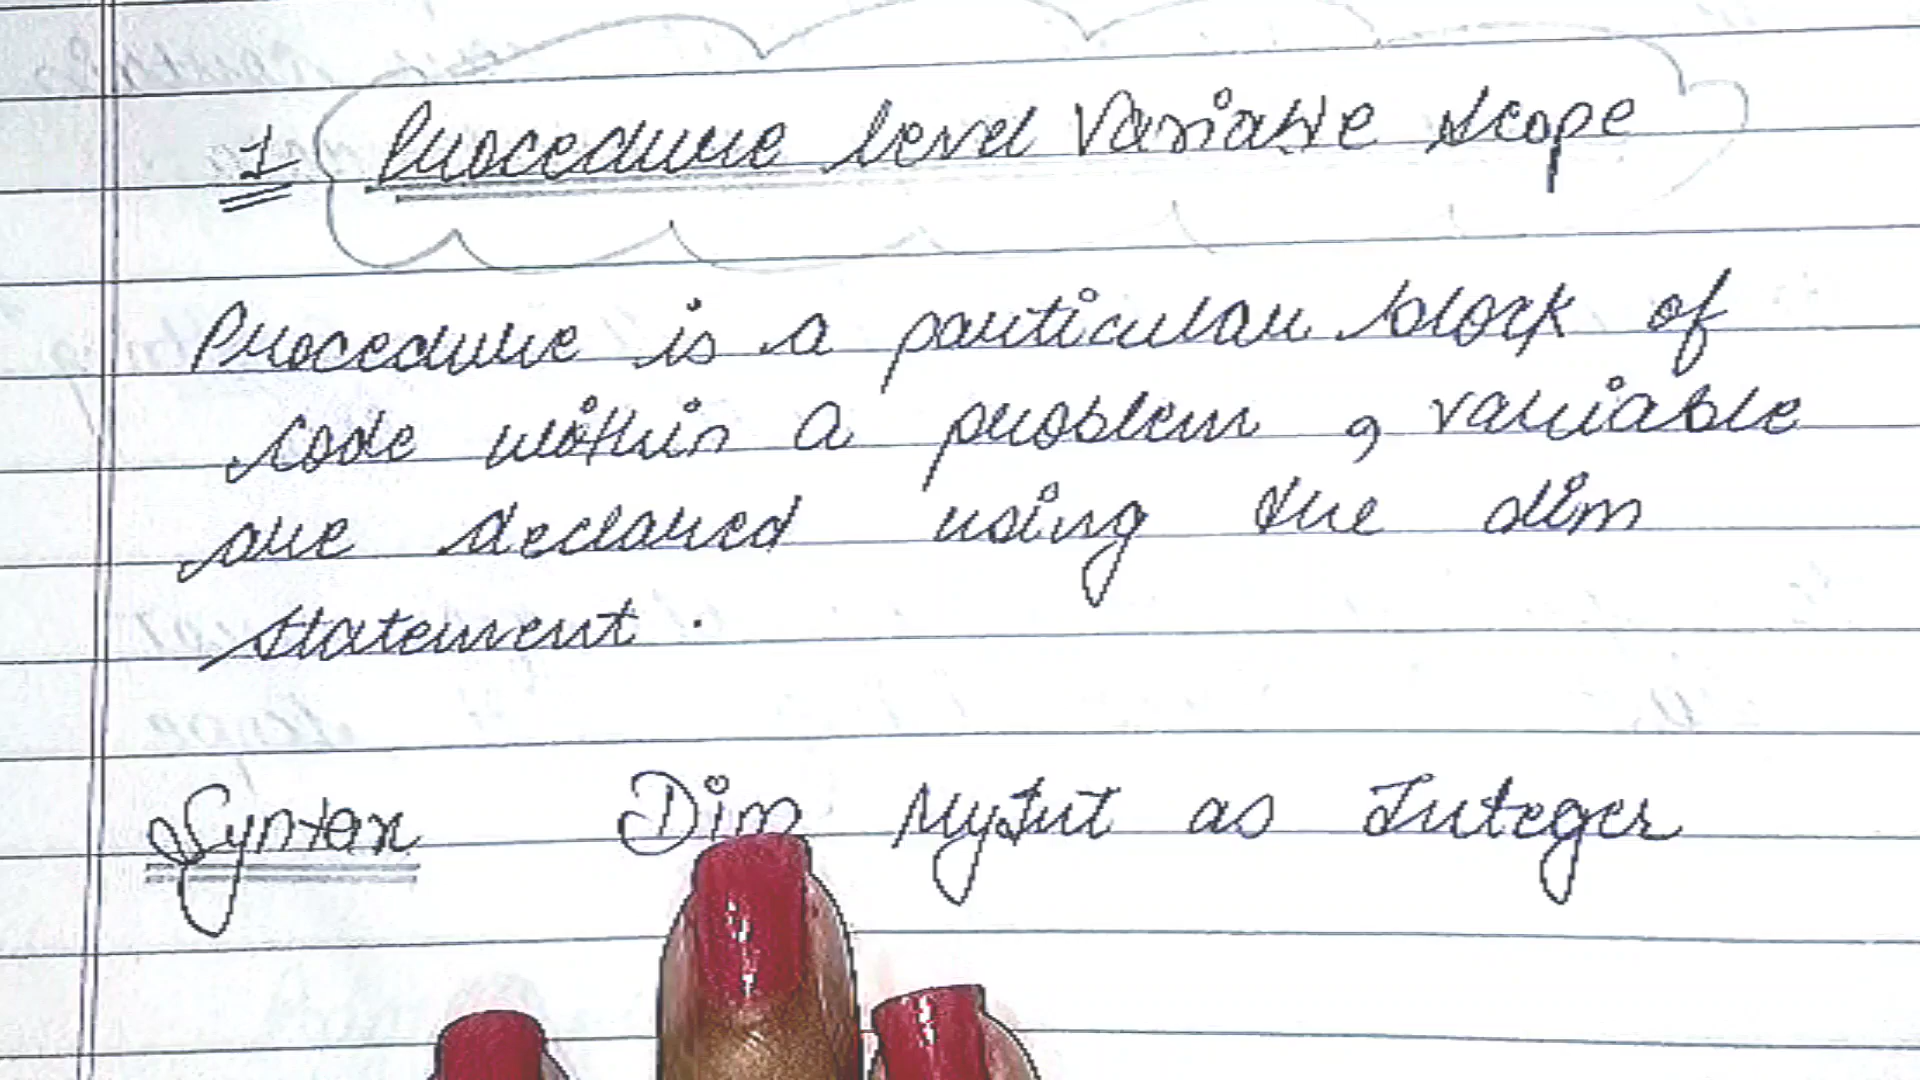 1 Procedure level Variable scope
Procedure is a particular block of
code within a problem, variable
are declared using the dim
statement.
Syntax Dim MyInt as Integer